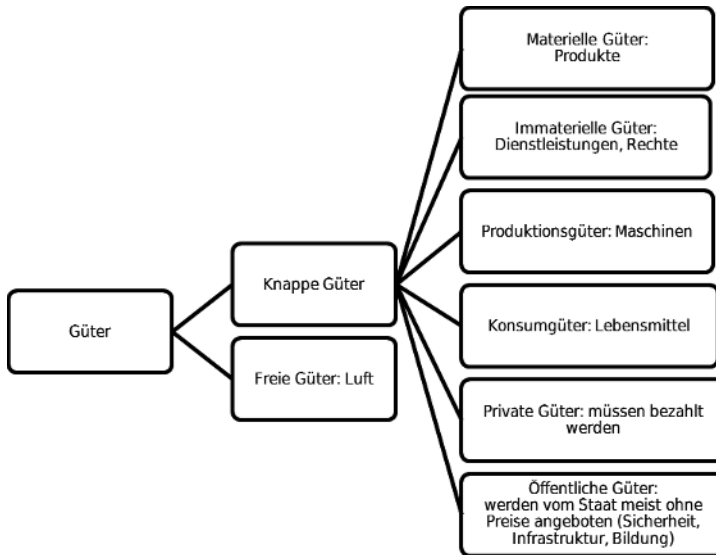 Güter
Knappe Güter
Freie Güter: Luft
Materielle Güter:
Produkte
Immaterielle Güter:
Dienstleistungen, Rechte
Produktionsgüter: Maschinen
Konsumgüter: Lebensmittel
Private Güter: müssen bezahlt
werden
Öffentliche Güter:
werden vom Staat meist ohne
Preise angeboten (Sicherheit,
Infrastruktur, Bildung)